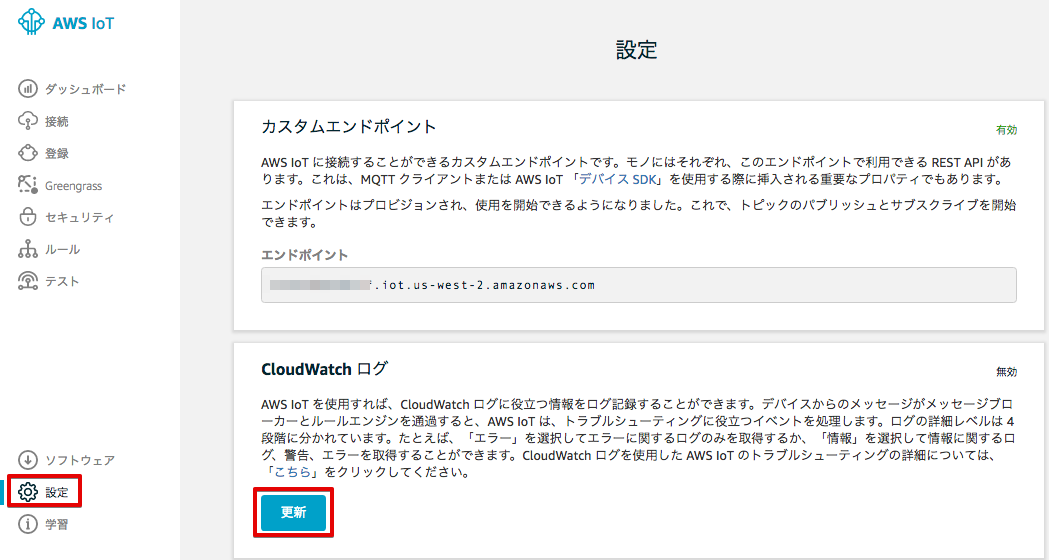 AWS IoT
ダッシュボード
接続
登録
Greengrass
セキュリティ
ルール
テスト
ソフトウェア
設定
学習
設定
カスタムエンドポイント
有効
AWS IoT に接続することができるカスタムエンドポイントです。モノにはそれぞれ、このエンドポイントで利用できる REST API があ
ります。これは、MQTT クライアントまたは AWS IoT 「デバイス SDK」を使用する際に挿入される重要なプロパティでもあります。
エンドポイントはプロビジョンされ、使用を開始できるようになりました。これで、トピックのパブリッシュとサブスクライブを開始
できます。
エンドポイント
.iot.us-west-2.amazonaws.com
CloudWatch ログ
無効
AWS IoT を使用すれば、CloudWatch ログに役立つ情報をログ記録することができます。デバイスからのメッセージがメッセージブロ
ーカーとルールエンジンを通過すると、AWS IoT は、トラブルシューティングに役立つイベントを処理します。ログの詳細レベルは 4
段階に分かれています。たとえば、「エラー」を選択してエラーに関するログのみを取得するか、「情報」を選択して情報に関するロ
グ、警告、エラーを取得することができます。CloudWatch ログを使用した AWS IoT のトラブルシューティングの詳細については、
「こちら」をクリックしてください。
更新